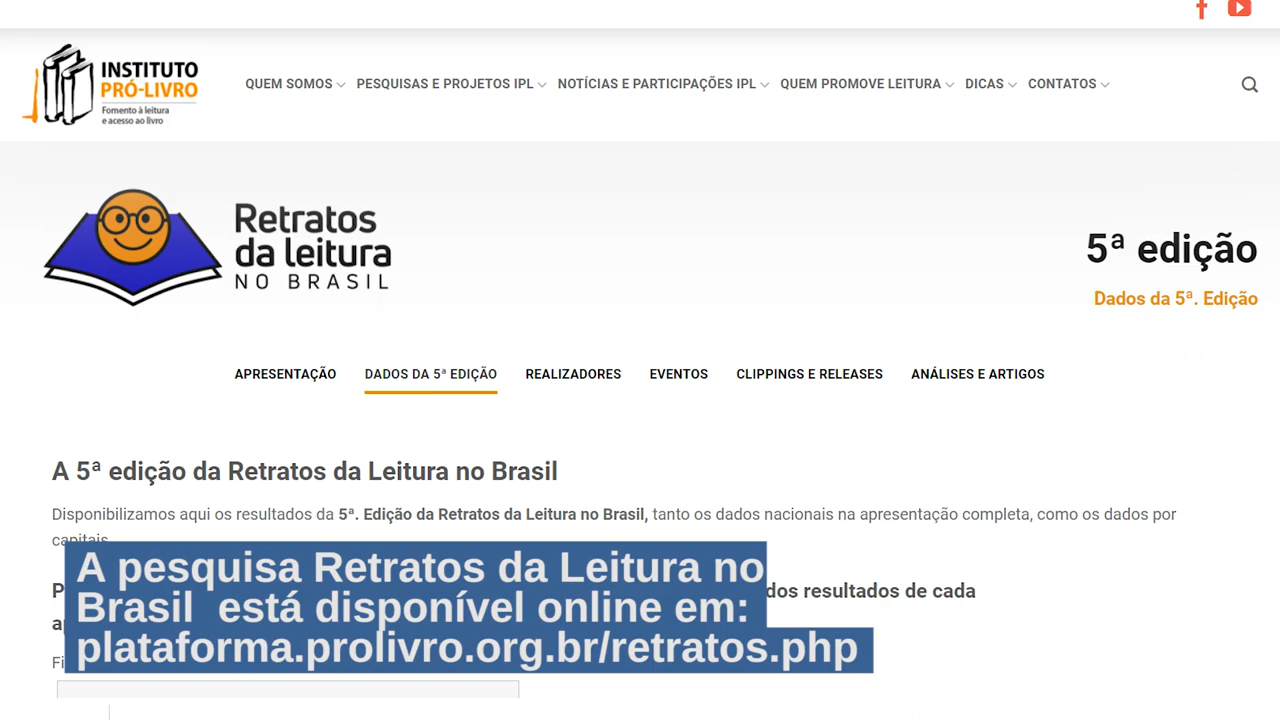 INSTITUTO
PRÓ-LIVRO
Fomento à leitura
e acesso ao livro
QUEM SOMOS PESQUISAS E PROJETOS IPL NOTÍCIAS E PARTICIPAÇÕES IPL QUEM PROMOVE LEITURA DICAS CONTATOS
Retratos
da leitura
NO BRASIL
5ª edição
Dados da 5ª. Edição
APRESENTAÇÃO DADOS DA 5ª EDIÇÃO REALIZADORES EVENTOS CLIPPINGS E RELEASES ANÁLISES E ARTIGOS
A 5ª edição da Retratos da Leitura no Brasil
Disponibilizamos aqui os resultados da 5ª. Edição da Retratos da Leitura no Brasil, tanto os dados nacionais na apresentação completa, como os dados por
capitais
dos resultados de cada
A pesquisa Retratos da Leitura no
Brasil está disponível online em:
plataforma.prolivro.org.br/retratos.php